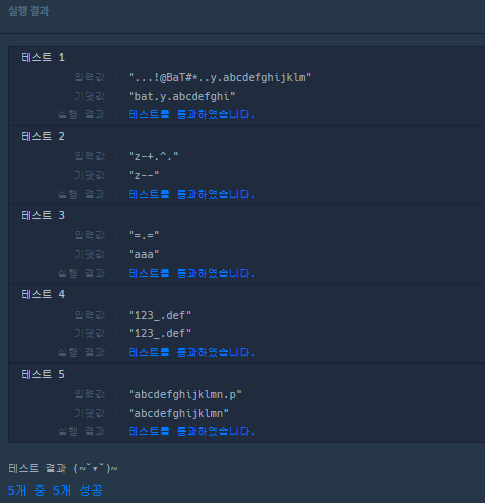 실행 결과
테스트 1
입력값 〉 "...!@BaT#*..y.abcdefghijklm"
기댓값 〉 "bat.y.abcdefghi"
실행 결과 〉 테스트를 통과하였습니다.
테스트 2
입력값 〉 "z-+.^."
기댓값 〉 "z--"
실행 결과 〉 테스트를 통과하였습니다.
테스트 3
입력값 〉 "=.="
기댓값 〉 "aaa"
실행 결과 〉 테스트를 통과하였습니다.
테스트 4
입력값 〉 "123_.def"
기댓값 〉 "123_.def"
실행 결과 〉 테스트를 통과하였습니다.
테스트 5
입력값 〉 "abcdefghijklmn.p"
기댓값 〉 "abcdefghijklmn"
실행 결과 〉 테스트를 통과하였습니다.
테스트 결과 (~˘▾˘)~
5개 중 5개 성공